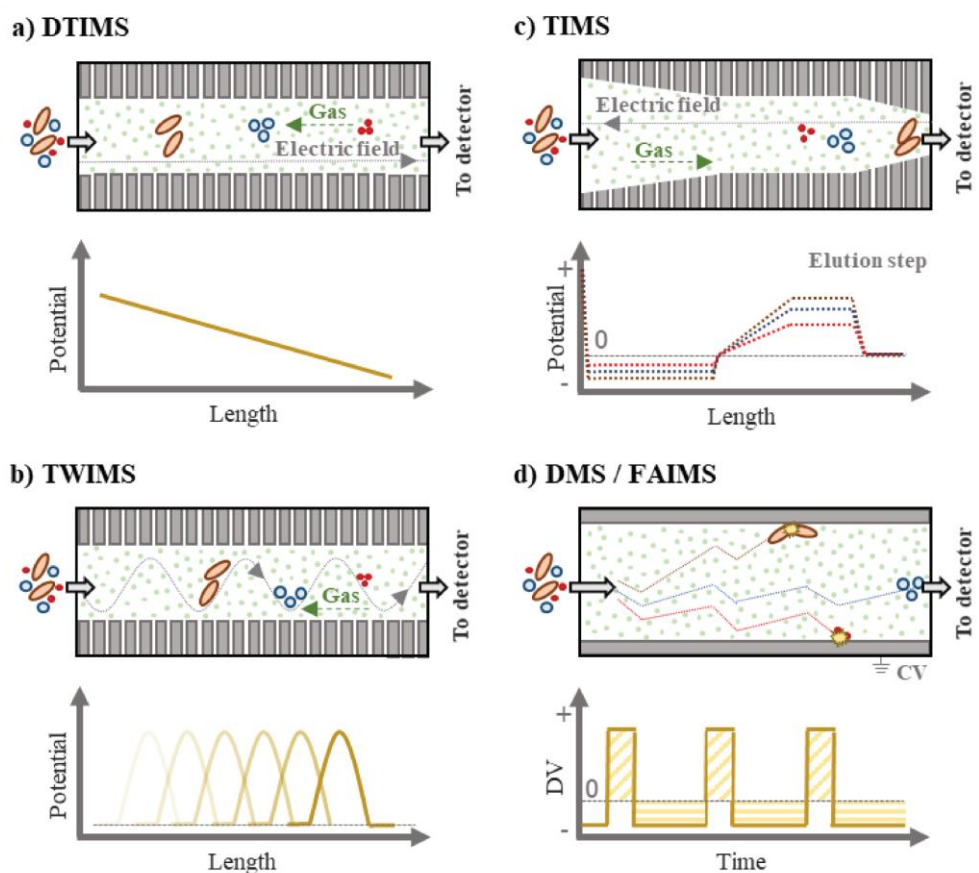 a) DTIMS
Gas
Electric field
To detector
Potential
Length
b) TWIMS
Gas
To detector
Potential
Length
c) TIMS
Electric field
Gas
To detector
Elution step
+
0
-
Potential
Length
d) DMS / FAIMS
To detector
CV
+
0
-
DV
Time